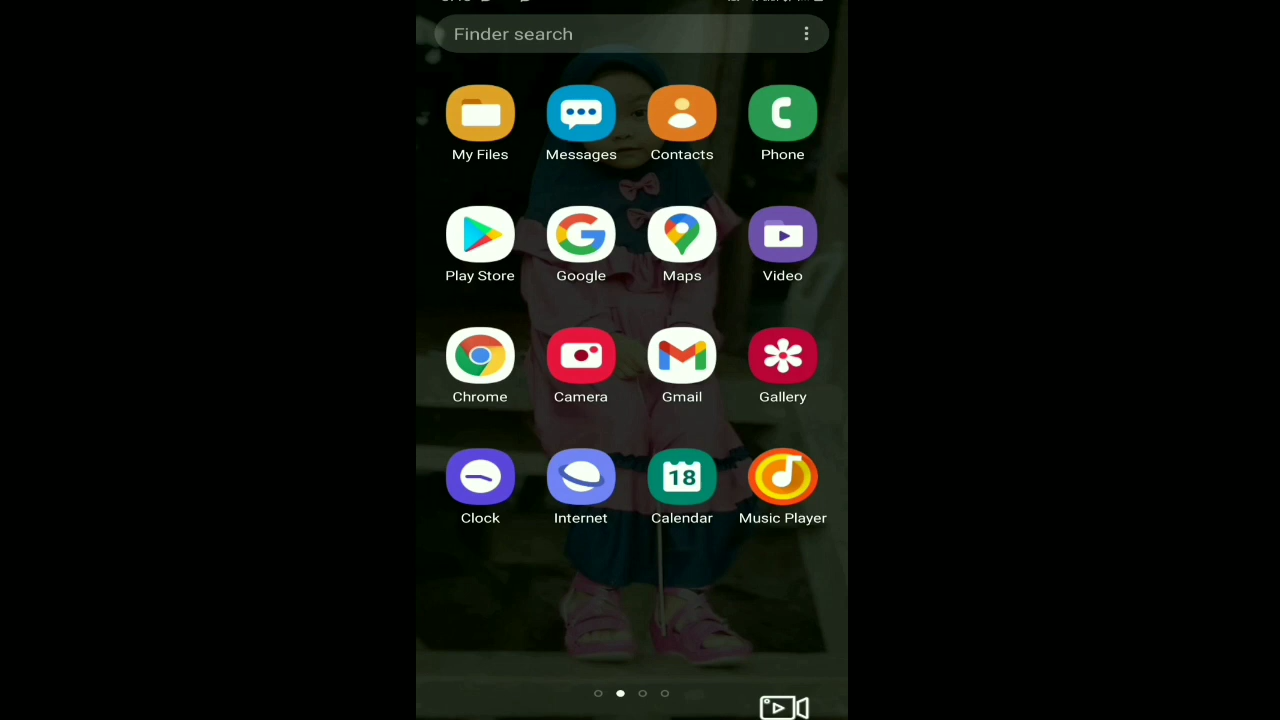 Finder search
My Files Messages Contacts Phone
Play Store Google Maps Video
Chrome Camera Gmail Gallery
18
Clock Internet Calendar Music Player